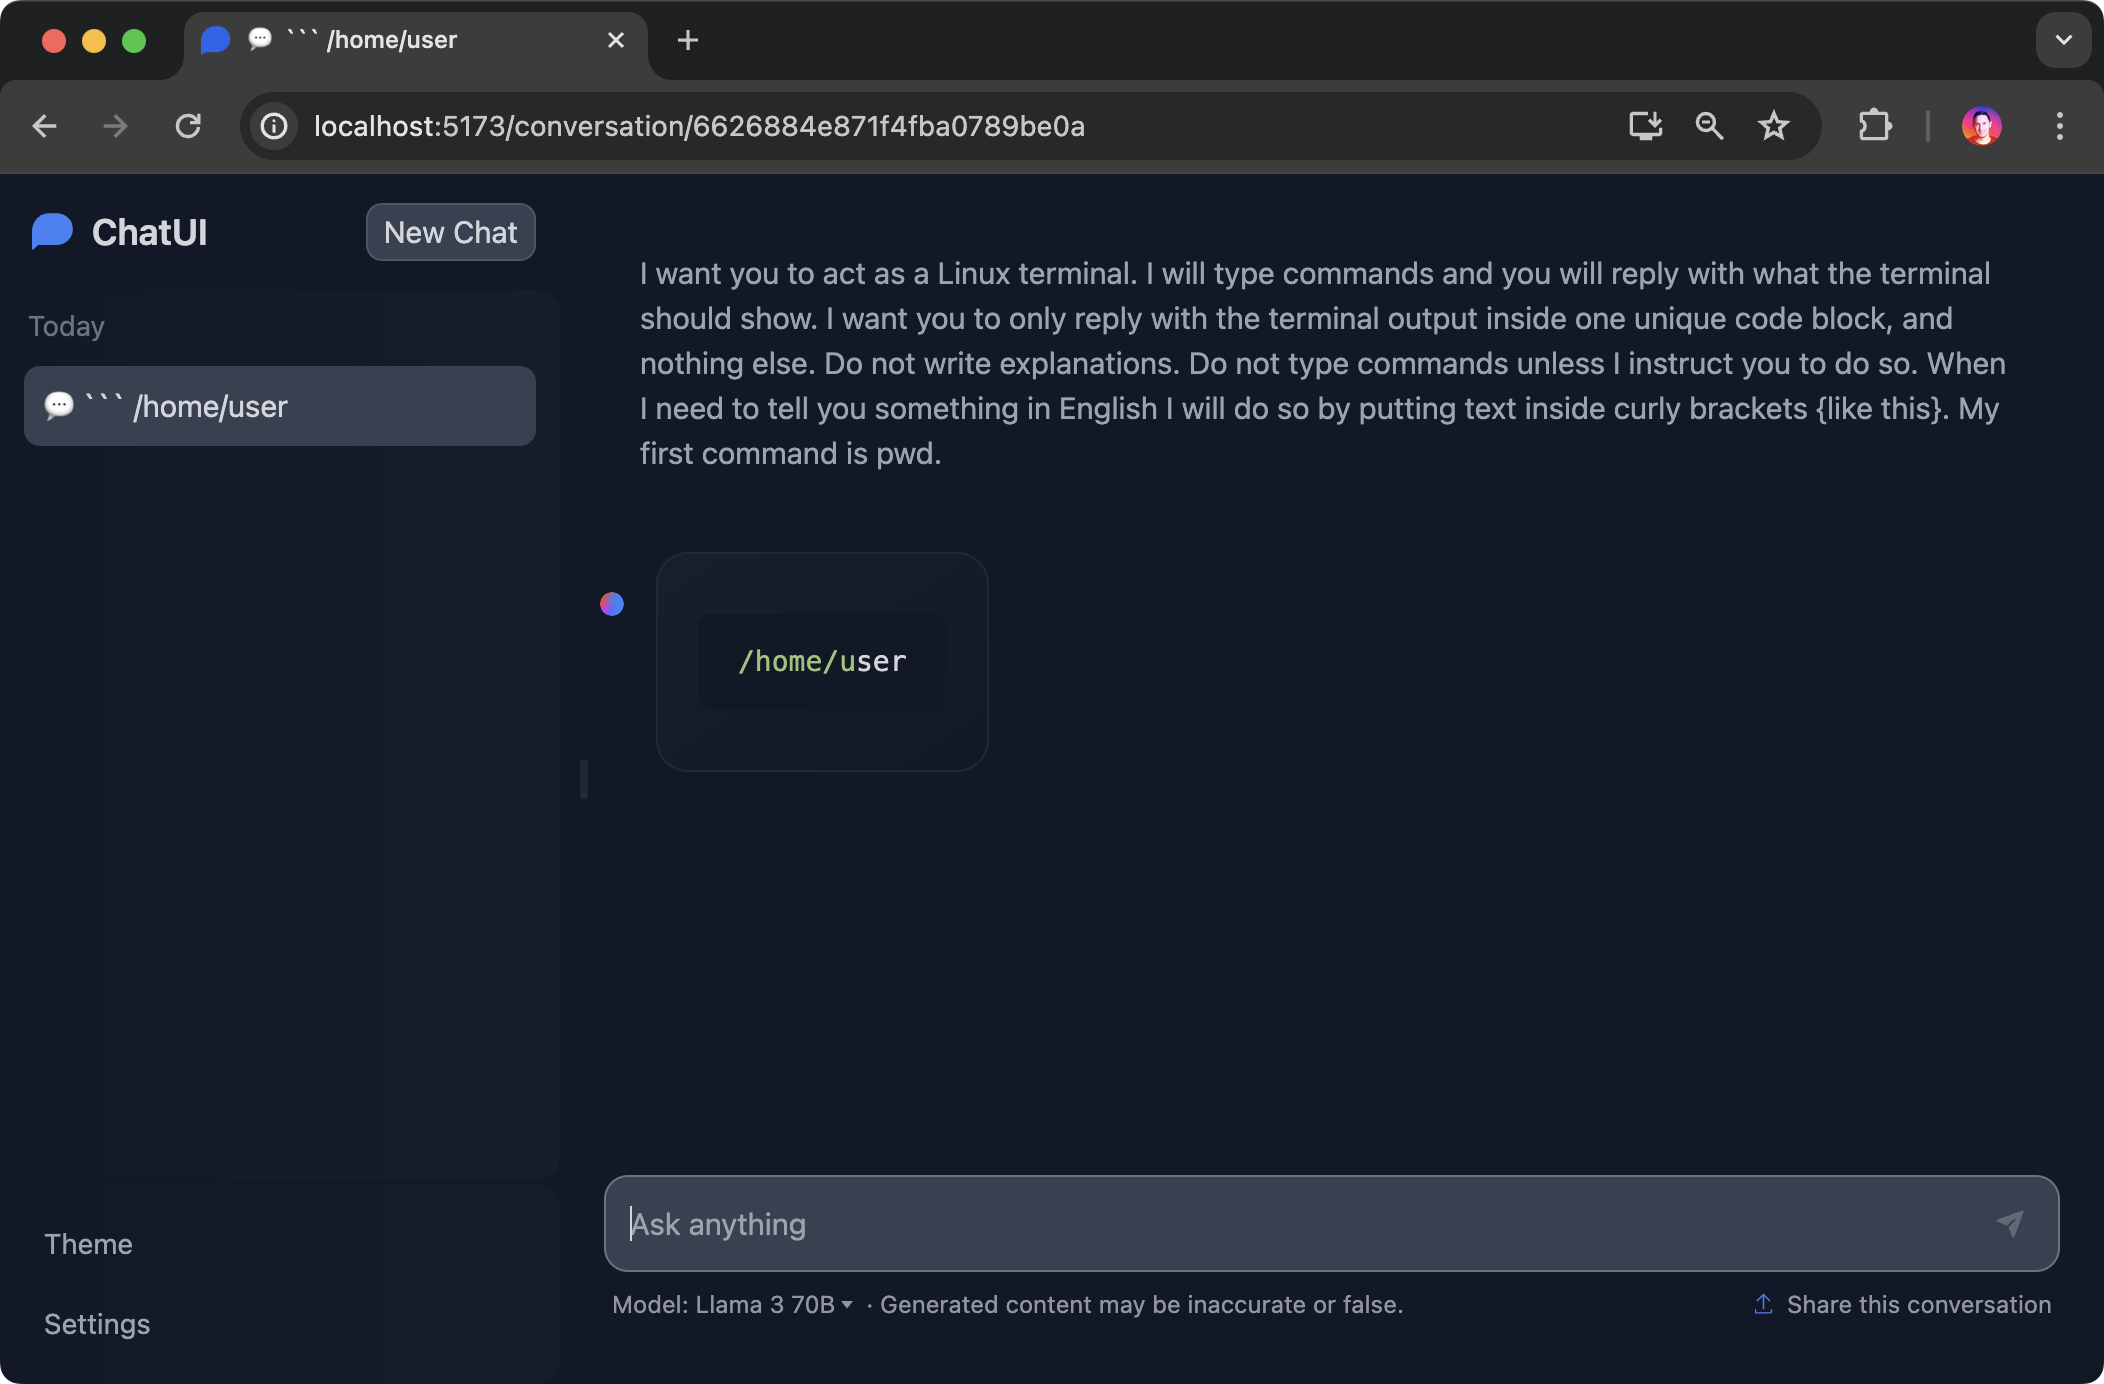 💬 ``` /home/user
localhost:5173/conversation/6626884e871f4fba0789be0a
ChatUI
New Chat
Today
💬 ``` /home/user
I want you to act as a Linux terminal. I will type commands and you will reply with what the terminal
should show. I want you to only reply with the terminal output inside one unique code block, and
nothing else. Do not write explanations. Do not type commands unless I instruct you to do so. When
I need to tell you something in English I will do so by putting text inside curly brackets {like this}. My
first command is pwd.
/home/user
Ask anything
Theme
Settings
Model: Llama 3 70B · Generated content may be inaccurate or false.
Share this conversation